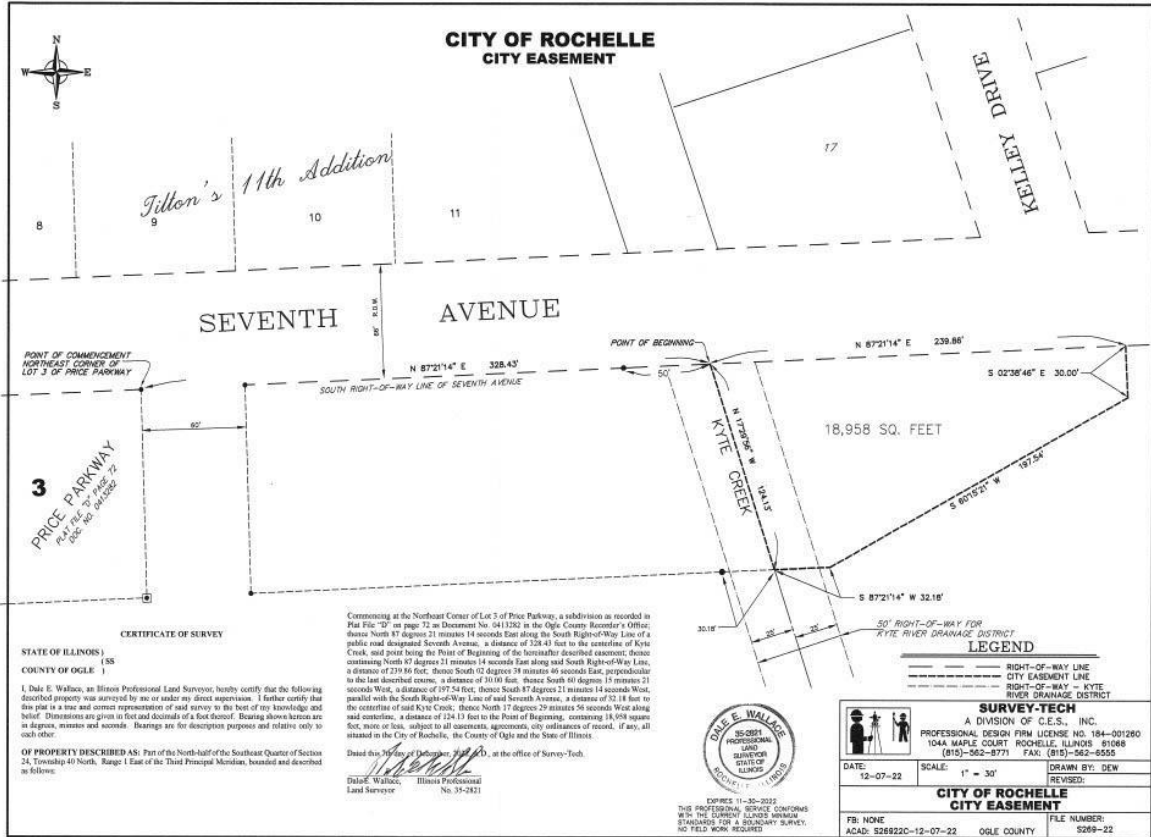 CITY OF ROCHELLE
CITY EASEMENT
N
W E
S
Tilton's 11th Addition
8
9
10
11
17
KELLEY DRIVE
SEVENTH AVENUE
66' R.O.W.
POINT OF COMMENCEMENT
NORTHEAST CORNER OF
LOT 3 OF PRICE PARKWAY
N 87°21'14" E 328.43'
SOUTH RIGHT-OF-WAY LINE OF SEVENTH AVENUE
POINT OF BEGINNING
50'
N 87°21'14" E 239.86'
S 02°38'46" E 30.00'
60'
3
PRICE PARKWAY
PLAT FILE "D" PAGE 72
DOC. NO. 0413282
KYTE CREEK
N 17°29'56" W 124.13'
18,958 SQ. FEET
S 60°15'21" W 197.54'
S 87°21'14" W 32.18'
30.18'
25'
25'
50' RIGHT-OF-WAY FOR
KYTE RIVER DRAINAGE DISTRICT
CERTIFICATE OF SURVEY
STATE OF ILLINOIS )
( SS
COUNTY OF OGLE )
I, Dale E. Wallace, an Illinois Professional Land Surveyor, hereby certify that the following
described property was surveyed by me or under my direct supervision. I further certify that
this plat is a true and correct representation of said survey to the best of my knowledge and
belief. Dimensions are given in feet and decimals of a foot thereof. Bearing shown hereon are
in degrees, minutes and seconds. Bearings are for description purposes and relative only to
each other.
OF PROPERTY DESCRIBED AS: Part of the North-half of the Southeast Quarter of Section
24, Township 40 North, Range 1 East of the Third Principal Meridian, bounded and described
as follows:
Commencing at the Northeast Corner of Lot 3 of Price Parkway, a subdivision as recorded in
Plat File "D" on page 72 as Document No. 0413282 in the Ogle County Recorder's Office;
thence North 87 degrees 21 minutes 14 seconds East along the South Right-of-Way Line of a
public road designated Seventh Avenue, a distance of 328.43 feet to the centerline of Kyte
Creek, said point being the Point of Beginning of the hereinafter described easement; thence
continuing North 87 degrees 21 minutes 14 seconds East along said South Right-of-Way Line,
a distance of 239.86 feet; thence South 02 degrees 38 minutes 46 seconds East, perpendicular
to the last described course, a distance of 30.00 feet; thence South 60 degrees 15 minutes 21
seconds West, a distance of 197.54 feet; thence South 87 degrees 21 minutes 14 seconds West,
parallel with the South Right-of-Way Line of said Seventh Avenue, a distance of 32.18 feet to
the centerline of said Kyte Creek; thence North 17 degrees 29 minutes 56 seconds West along
said centerline, a distance of 124.13 feet to the Point of Beginning, containing 18,958 square
feet, more or less, subject to all easements, agreements, city ordinances of record, if any, all
situated in the City of Rochelle, the County of Ogle and the State of Illinois.
Dated this 7th day of December, A.D., at the office of Survey-Tech.
Dale E. Wallace, Illinois Professional
Land Surveyor No. 35-2821
DALE E. WALLACE
35-2821
PROFESSIONAL
LAND
SURVEYOR
STATE OF
ILLINOIS
ROCHELLE, ILLINOIS
EXPIRES 11-30-2022
THIS PROFESSIONAL SERVICE CONFORMS
WITH THE CURRENT ILLINOIS MINIMUM
STANDARDS FOR A BOUNDARY SURVEY.
NO FIELD WORK REQUIRED
LEGEND
RIGHT-OF-WAY LINE
CITY EASEMENT LINE
RIGHT-OF-WAY - KYTE
RIVER DRAINAGE DISTRICT
SURVEY-TECH
A DIVISION OF C.E.S., INC.
PROFESSIONAL DESIGN FIRM LICENSE NO. 184-001260
104A MAPLE COURT ROCHELLE, ILLINOIS 61068
(815)-562-8771 FAX: (815)-562-6555
DATE: 12-07-22
SCALE: 1" = 30'
DRAWN BY: DEW
REVISED:
CITY OF ROCHELLE
CITY EASEMENT
FB: NONE
ACAD: S26922C-12-07-22 OGLE COUNTY
FILE NUMBER:
S269-22